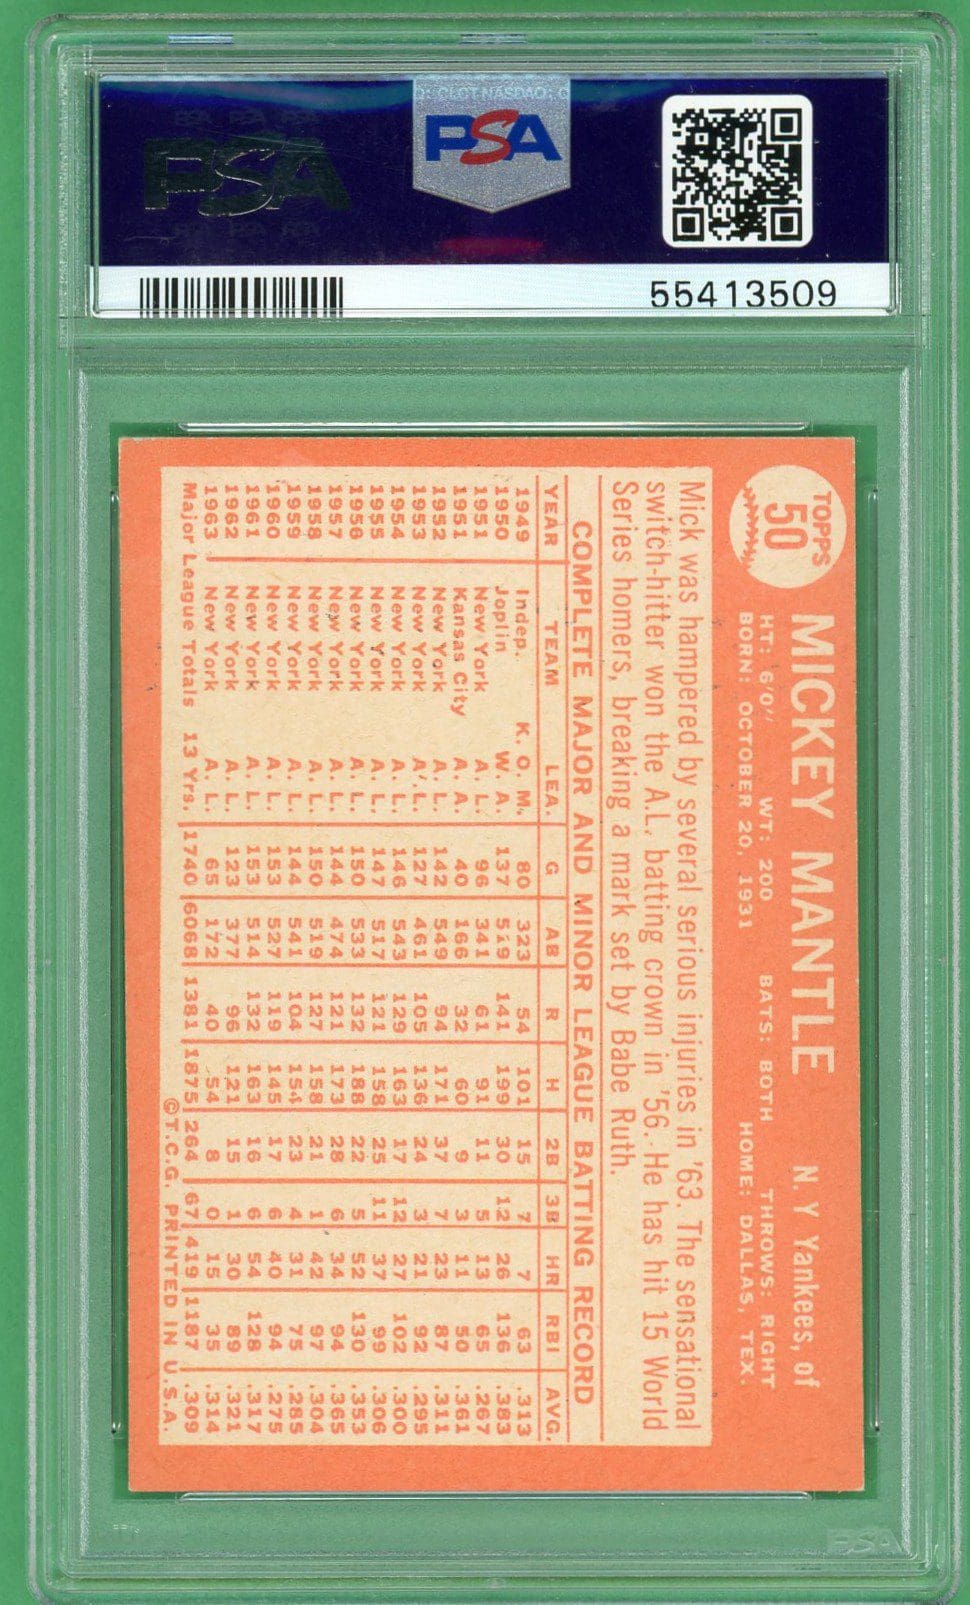 CLCT NASDAQ: C
PSA
PSA
55413509
TOPPS
50
MICKEY MANTLE N. Y Yankees, of
HT: 6'0" WT: 200 BATS: BOTH THROWS: RIGHT
BORN: OCTOBER 20, 1931 HOME: DALLAS, TEX.
Mick was hampered by several serious injuries in '63. The sensational
switch-hitter won the A.L. batting crown in '56. He has hit 15 World
Series homers, breaking a mark set by Babe Ruth.
COMPLETE MAJOR AND MINOR LEAGUE BATTING RECORD
YEAR TEAM LEA. G AB R H 2B 3B HR RBI AVG.
1949 Indep. K. O. M. 80 323 54 101 15 7 7 63 .313
1950 Joplin W. A. 137 519 141 199 30 12 26 136 .383
1951 New York A. L. 96 341 61 91 11 5 13 65 .267
1951 Kansas City A. A. 40 166 32 60 9 3 11 50 .361
1952 New York A. L. 142 549 94 171 37 7 23 87 .311
1953 New York A. L. 127 461 105 136 24 3 21 92 .295
1954 New York A. L. 146 543 129 163 17 12 27 102 .300
1955 New York A. L. 147 517 121 158 25 11 37 99 .306
1956 New York A. L. 150 533 132 188 22 5 52 130 .353
1957 New York A. L. 144 474 121 173 28 6 34 94 .365
1958 New York A. L. 150 519 127 158 21 1 42 97 .304
1959 New York A. L. 144 541 104 154 23 4 31 75 .285
1960 New York A. L. 153 527 119 145 17 6 40 94 .275
1961 New York A. L. 153 514 132 163 16 6 54 128 .317
1962 New York A. L. 123 377 96 121 15 1 30 89 .321
1963 New York A. L. 65 172 40 54 8 0 15 35 .314
Major League Totals 13 Yrs. 1740 6068 1381 1875 264 67 419 1187 .309
©T.C.G. PRINTED IN U.S.A.
PSA